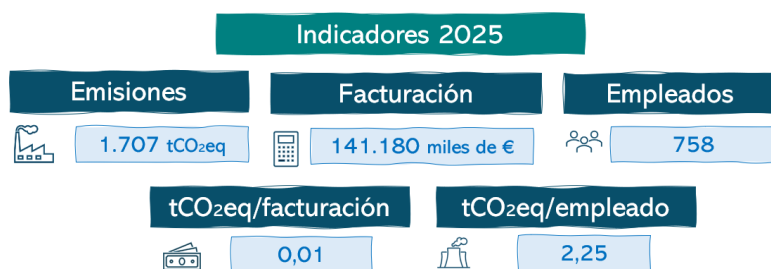 Indicadores 2025
Emisiones
Facturación
Empleados
1.707 tCO₂eq
141.180 miles de €
758
tCO₂eq/facturación
tCO₂eq/empleado
0,01
2,25